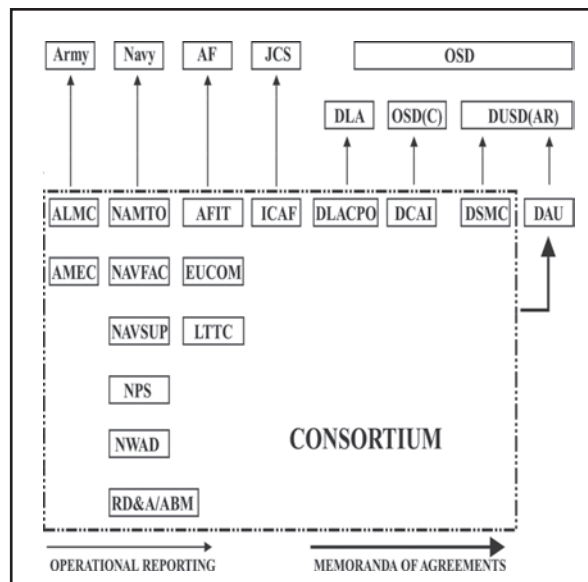 Army Navy AF JCS OSD
DLA OSD(C) DUSD(AR)
ALMC NAMTO AFIT ICAF DLACPO DCAI DSMC DAU
AMEC NAVFAC EUCOM
NAVSUP LTTC
NPS
NWAD
CONSORTIUM
RD&A/ABM
OPERATIONAL REPORTING MEMORANDA OF AGREEMENTS